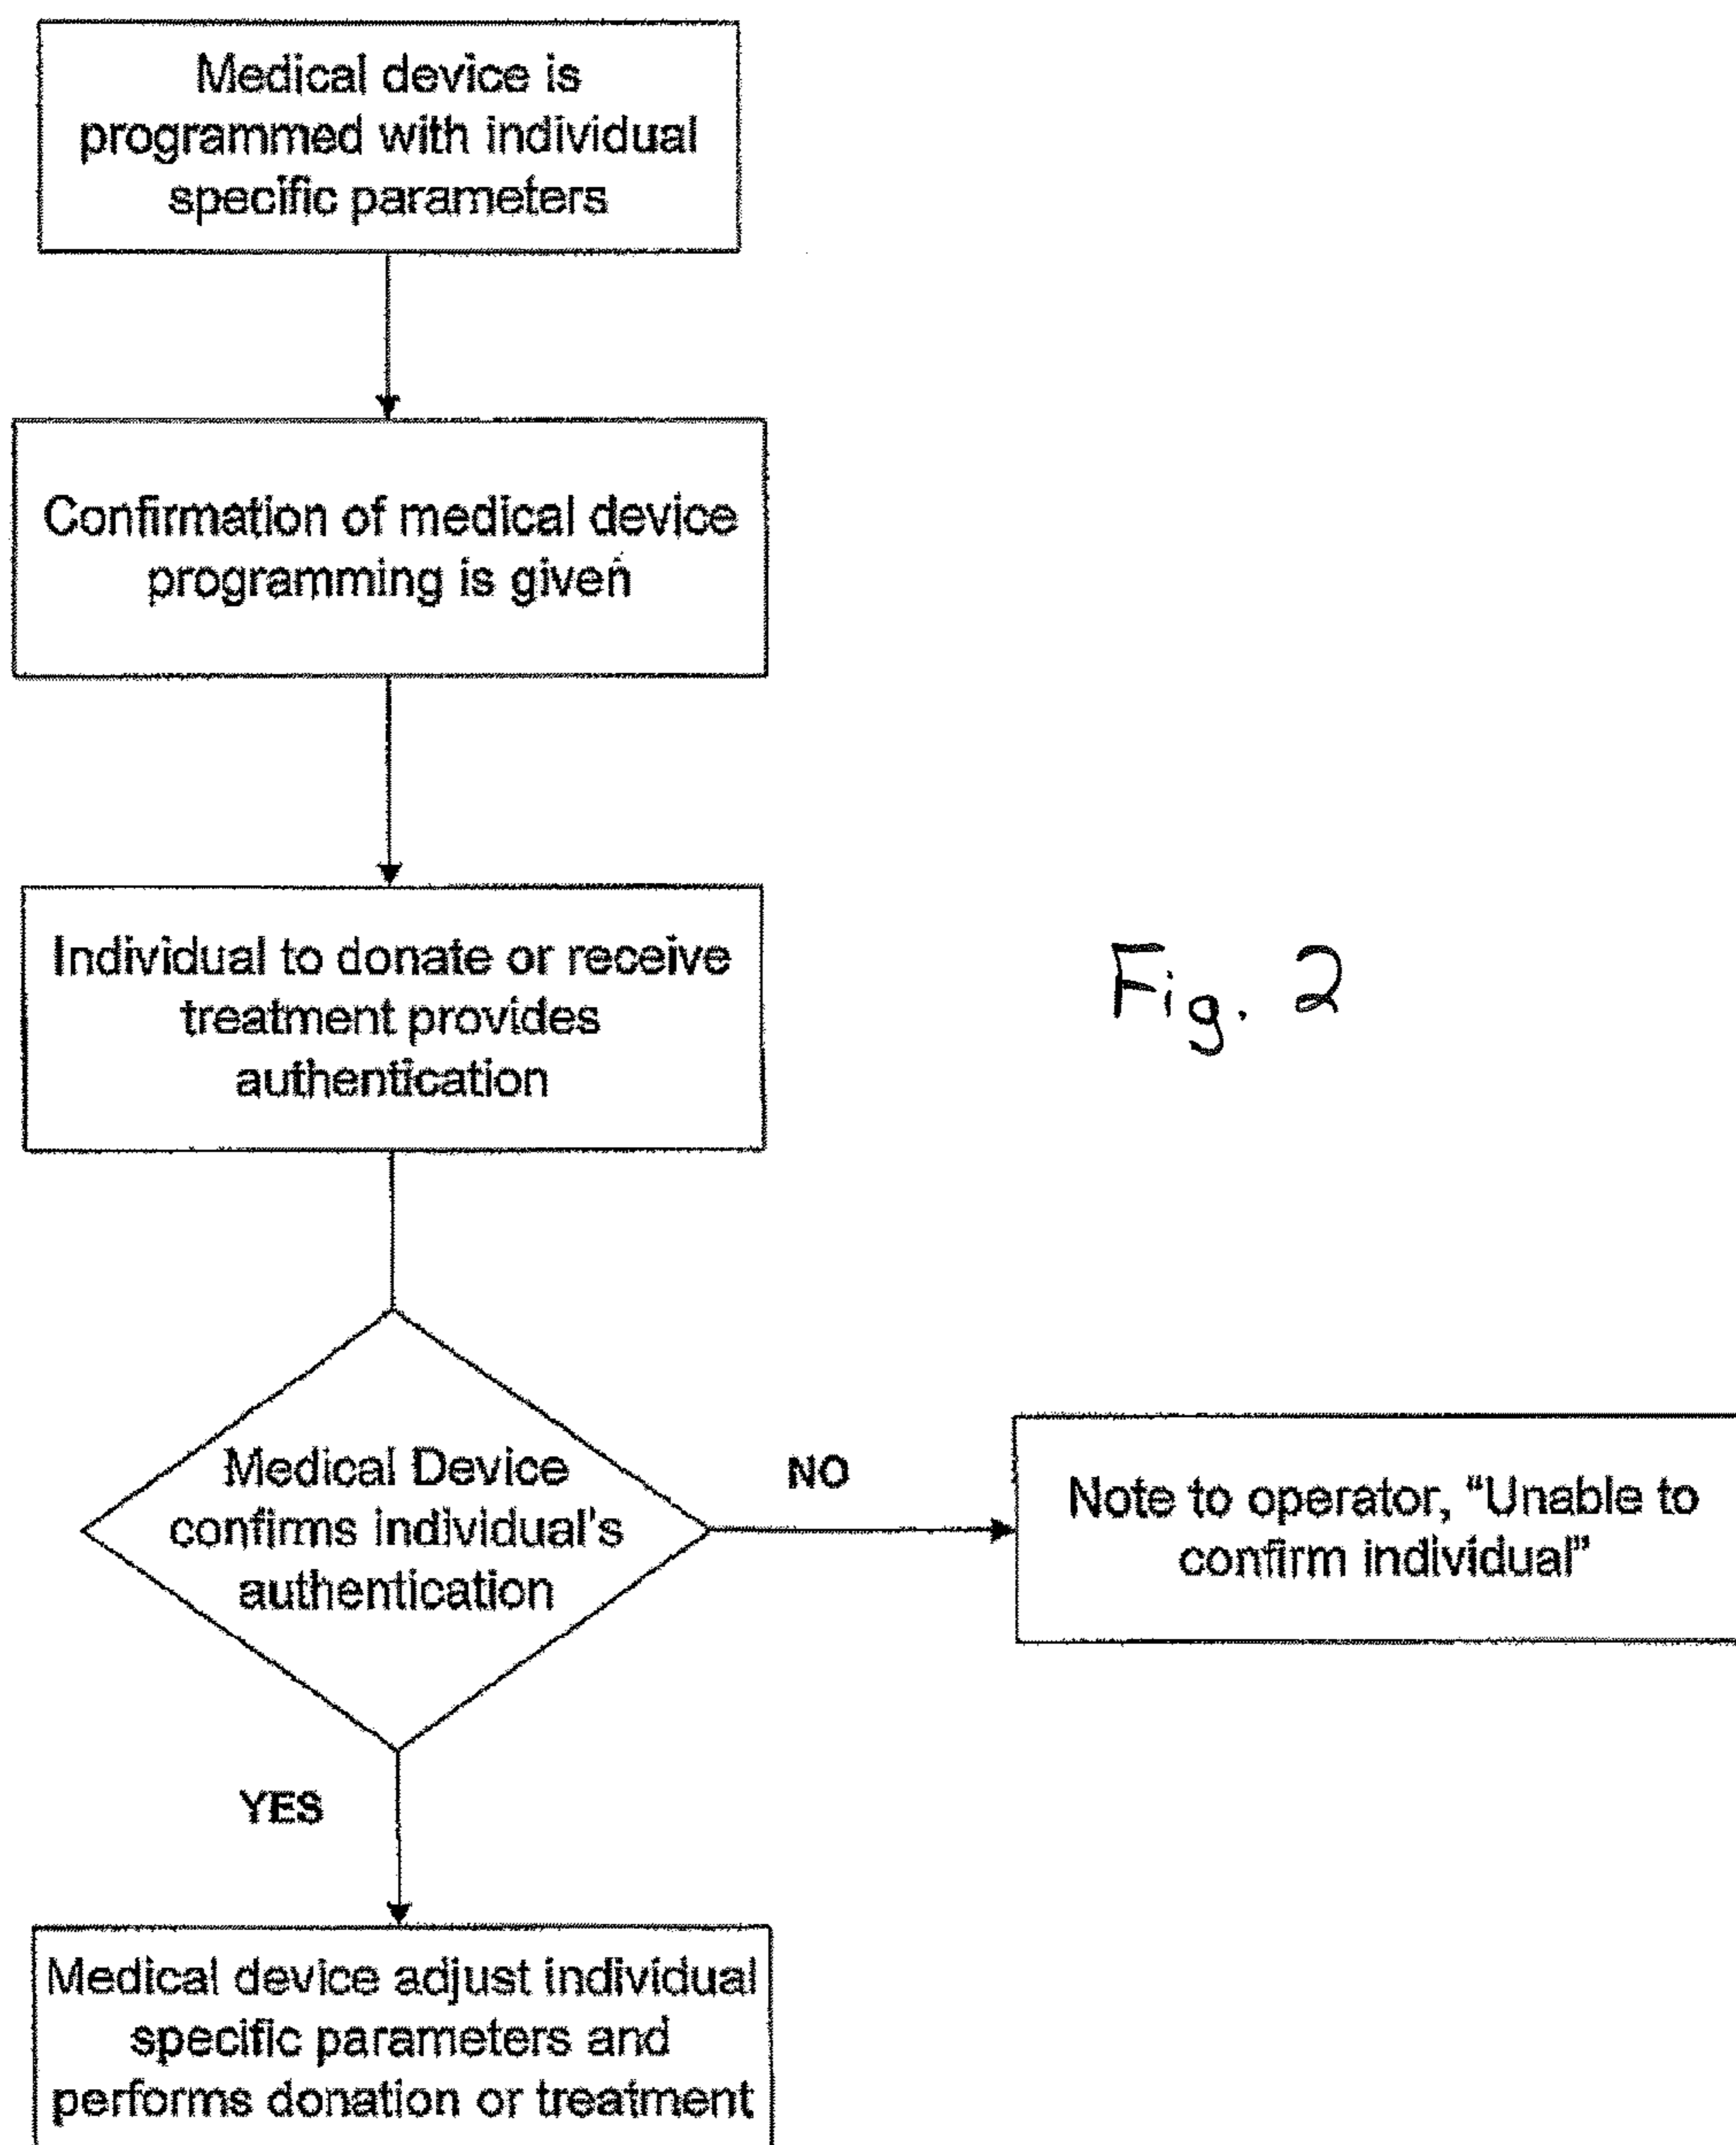 Medical device is
programmed with individual
specific parameters
Confirmation of medical device
programming is given
Individual to donate or receive
treatment provides
authentication
Fig. 2
Medical Device
confirms individual's
authentication
NO
Note to operator, “Unable to
confirm individual”
YES
Medical device adjust individual
specific parameters and
performs donation or treatment